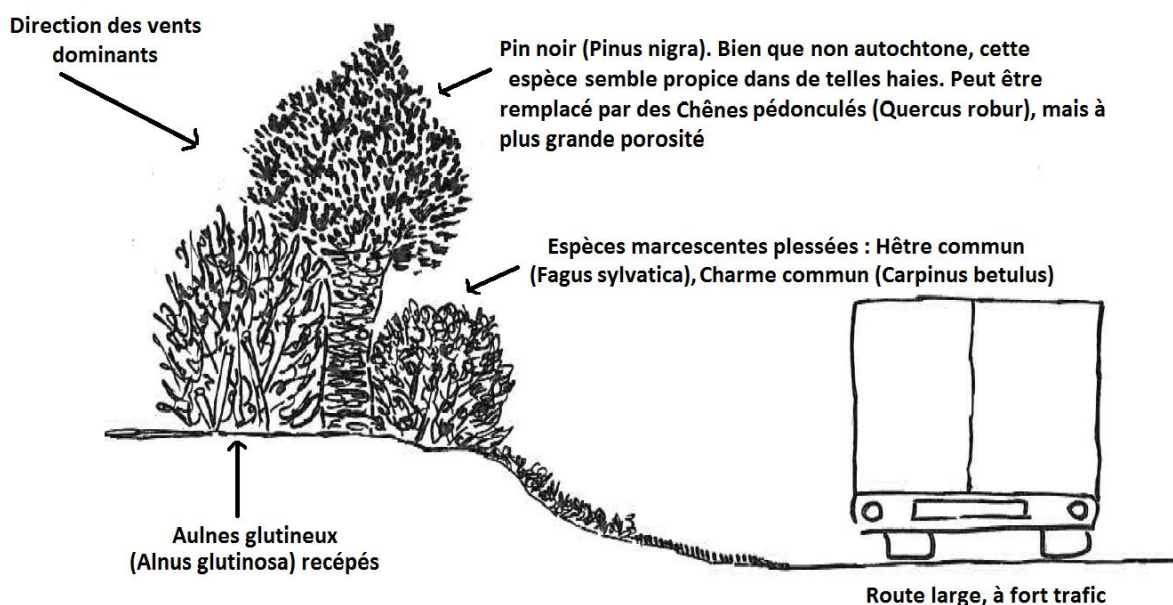 Direction des vents
dominants
Pin noir (Pinus nigra). Bien que non autochtone, cette
espèce semble propice dans de telles haies. Peut être
remplacé par des Chênes pédonculés (Quercus robur), mais à
plus grande porosité
Espèces marcescentes plessées : Hêtre commun
(Fagus sylvatica), Charme commun (Carpinus betulus)
Aulnes glutineux
(Alnus glutinosa) recépés
Route large, à fort trafic